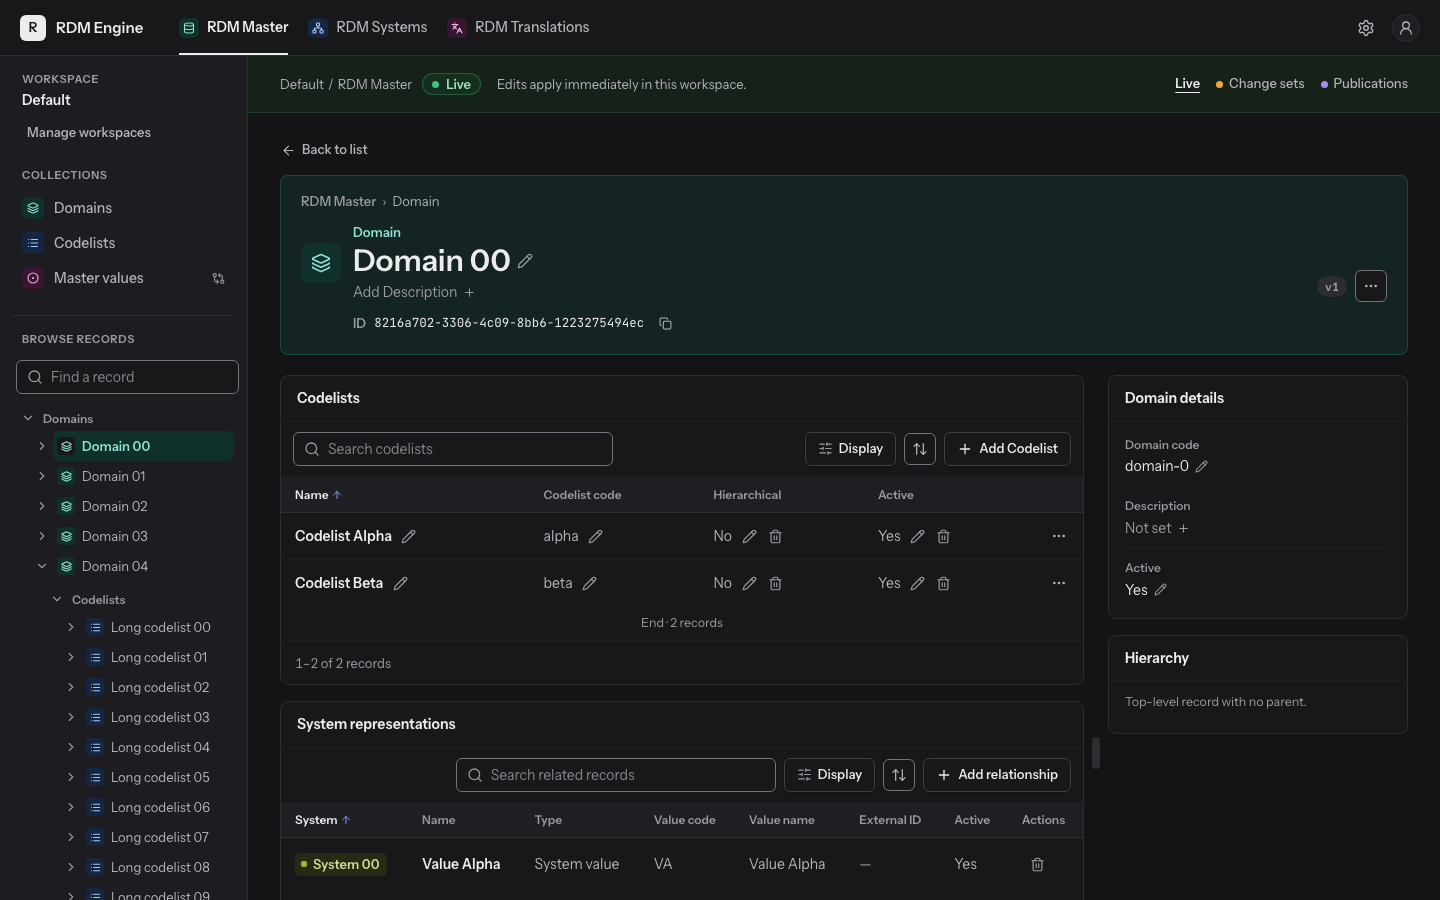 R RDM Engine RDM Master RDM Systems RDM Translations
WORKSPACE
Default
Manage workspaces
COLLECTIONS
Domains
Codelists
Master values
BROWSE RECORDS
Find a record
Domains
Domain 00
Domain 01
Domain 02
Domain 03
Domain 04
Codelists
Long codelist 00
Long codelist 01
Long codelist 02
Long codelist 03
Long codelist 04
Long codelist 05
Long codelist 06
Long codelist 07
Long codelist 08
Long codelist 09
Default / RDM Master Live Edits apply immediately in this workspace. Live Change sets Publications
Back to list
RDM Master › Domain
Domain
Domain 00
Add Description +
ID 8216a702-3306-4c09-8bb6-1223275494ec
v1
Codelists
Search codelists Display Add Codelist
Name Codelist code Hierarchical Active
Codelist Alpha alpha No Yes
Codelist Beta beta No Yes
End · 2 records
1–2 of 2 records
System representations
Search related records Display Add relationship
System Name Type Value code Value name External ID Active Actions
System 00 Value Alpha System value VA Value Alpha — Yes
Domain details
Domain code
domain-0
Description
Not set +
Active
Yes
Hierarchy
Top-level record with no parent.